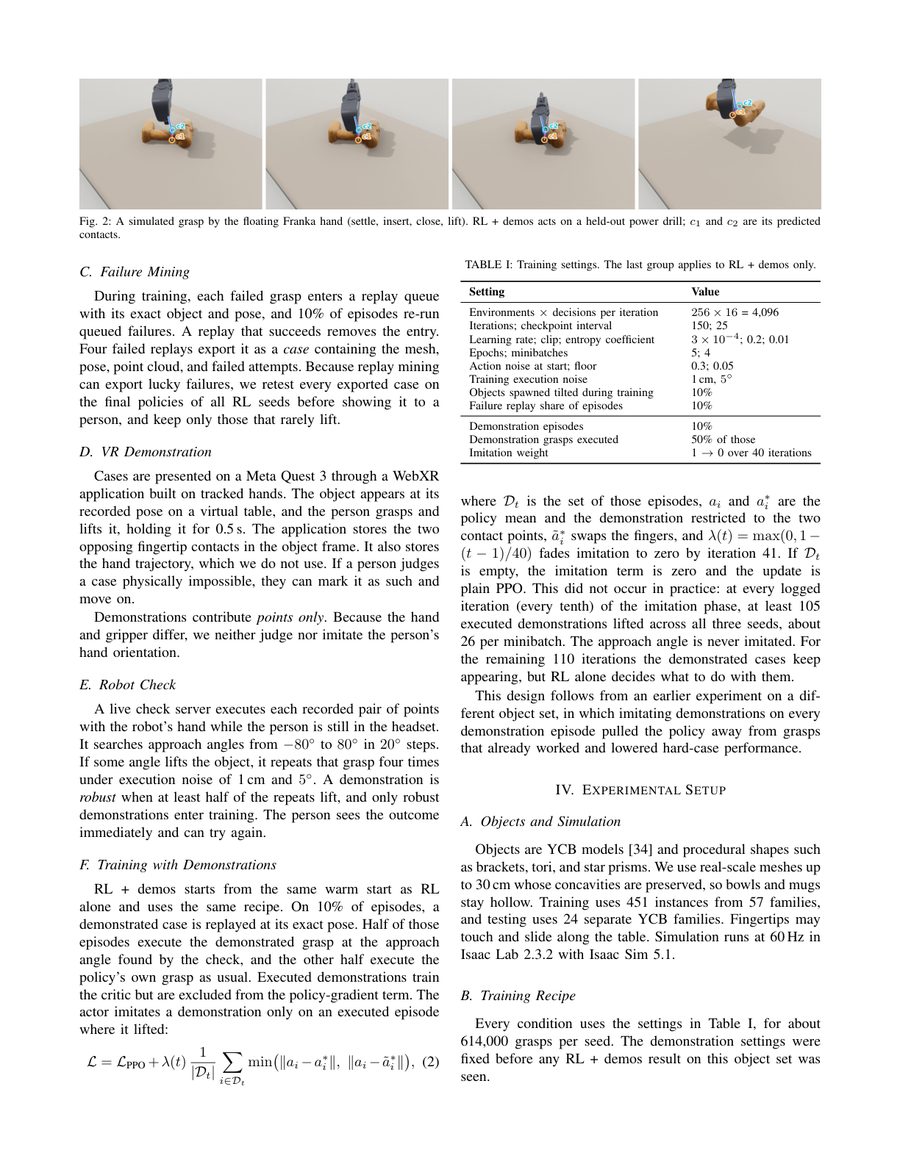 c2
c1
c2
c1
c2
c1
c2
c1
Fig. 2: A simulated grasp by the floating Franka hand (settle, insert, close, lift). RL + demos acts on a held-out power drill; c₁ and c₂ are its predicted
contacts.
C. Failure Mining
During training, each failed grasp enters a replay queue
with its exact object and pose, and 10% of episodes re-run
queued failures. A replay that succeeds removes the entry.
Four failed replays export it as a case containing the mesh,
pose, point cloud, and failed attempts. Because replay mining
can export lucky failures, we retest every exported case on
the final policies of all RL seeds before showing it to a
person, and keep only those that rarely lift.
D. VR Demonstration
Cases are presented on a Meta Quest 3 through a WebXR
application built on tracked hands. The object appears at its
recorded pose on a virtual table, and the person grasps and
lifts it, holding it for 0.5 s. The application stores the two
opposing fingertip contacts in the object frame. It also stores
the hand trajectory, which we do not use. If a person judges
a case physically impossible, they can mark it as such and
move on.
Demonstrations contribute points only. Because the hand
and gripper differ, we neither judge nor imitate the person's
hand orientation.
E. Robot Check
A live check server executes each recorded pair of points
with the robot's hand while the person is still in the headset.
It searches approach angles from −80° to 80° in 20° steps.
If some angle lifts the object, it repeats that grasp four times
under execution noise of 1 cm and 5°. A demonstration is
robust when at least half of the repeats lift, and only robust
demonstrations enter training. The person sees the outcome
immediately and can try again.
F. Training with Demonstrations
RL + demos starts from the same warm start as RL
alone and uses the same recipe. On 10% of episodes, a
demonstrated case is replayed at its exact pose. Half of those
episodes execute the demonstrated grasp at the approach
angle found by the check, and the other half execute the
policy's own grasp as usual. Executed demonstrations train
the critic but are excluded from the policy-gradient term. The
actor imitates a demonstration only on an executed episode
where it lifted:
L = L_PPO + λ(t) 1/|D_t| ∑_{i∈D_t} min(‖a_i − a_i*‖, ‖a_i − ã_i*‖), (2)
TABLE I: Training settings. The last group applies to RL + demos only.
Setting Value
Environments × decisions per iteration 256 × 16 = 4,096
Iterations; checkpoint interval 150; 25
Learning rate; clip; entropy coefficient 3 × 10⁻⁴; 0.2; 0.01
Epochs; minibatches 5; 4
Action noise at start; floor 0.3; 0.05
Training execution noise 1 cm, 5°
Objects spawned tilted during training 10%
Failure replay share of episodes 10%
Demonstration episodes 10%
Demonstration grasps executed 50% of those
Imitation weight 1 → 0 over 40 iterations
where D_t is the set of those episodes, a_i and a_i* are the
policy mean and the demonstration restricted to the two
contact points, ã_i* swaps the fingers, and λ(t) = max(0, 1 −
(t − 1)/40) fades imitation to zero by iteration 41. If D_t
is empty, the imitation term is zero and the update is
plain PPO. This did not occur in practice: at every logged
iteration (every tenth) of the imitation phase, at least 105
executed demonstrations lifted across all three seeds, about
26 per minibatch. The approach angle is never imitated. For
the remaining 110 iterations the demonstrated cases keep
appearing, but RL alone decides what to do with them.
This design follows from an earlier experiment on a dif-
ferent object set, in which imitating demonstrations on every
demonstration episode pulled the policy away from grasps
that already worked and lowered hard-case performance.
IV. EXPERIMENTAL SETUP
A. Objects and Simulation
Objects are YCB models [34] and procedural shapes such
as brackets, tori, and star prisms. We use real-scale meshes up
to 30 cm whose concavities are preserved, so bowls and mugs
stay hollow. Training uses 451 instances from 57 families,
and testing uses 24 separate YCB families. Fingertips may
touch and slide along the table. Simulation runs at 60 Hz in
Isaac Lab 2.3.2 with Isaac Sim 5.1.
B. Training Recipe
Every condition uses the settings in Table I, for about
614,000 grasps per seed. The demonstration settings were
fixed before any RL + demos result on this object set was
seen.